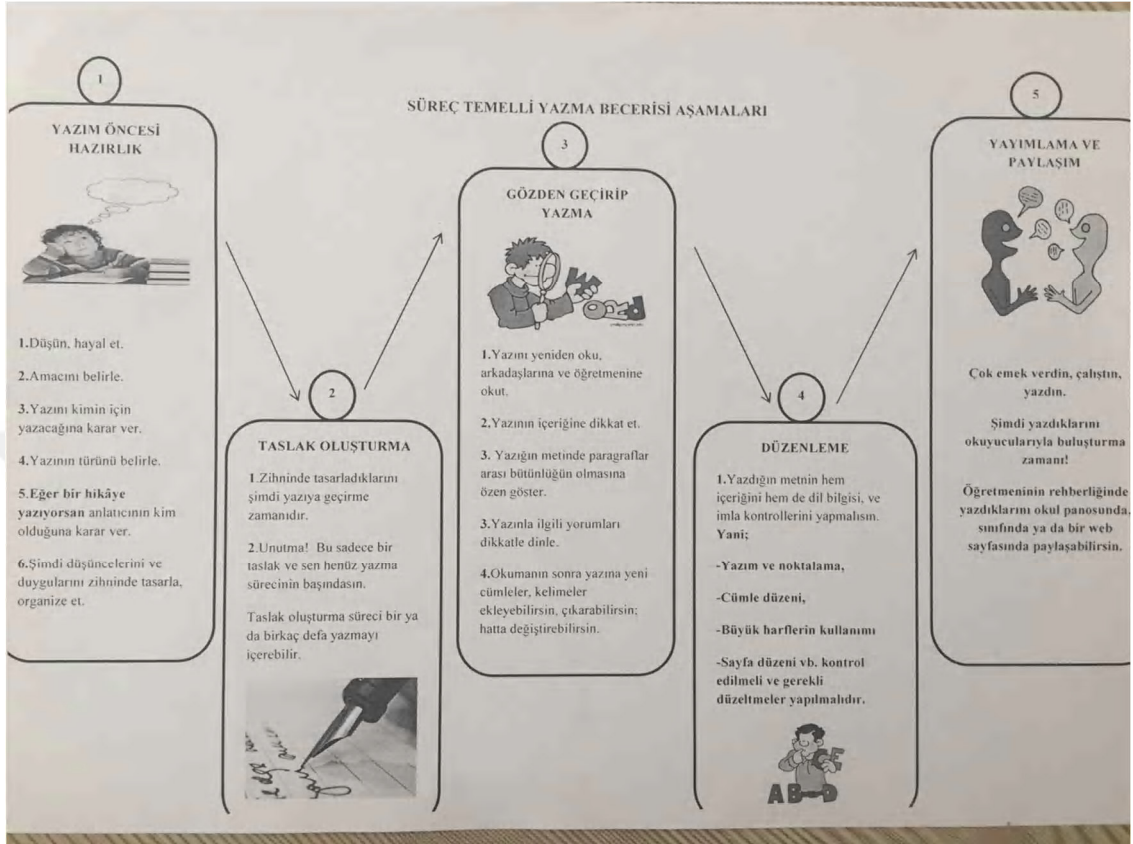 SÜREÇ TEMELLİ YAZMA BECERİSİ AŞAMALARI
1
YAZIM ÖNCESİ
HAZIRLIK
1.Düşün, hayal et.
2.Amacını belirle.
3.Yazını kimin için
yazacağına karar ver.
4.Yazının türünü belirle.
5.Eğer bir hikâye
yazıyorsan anlatıcının kim
olduğuna karar ver.
6.Şimdi düşüncelerini ve
duygularını zihninde tasarla,
organize et.
2
TASLAK OLUŞTURMA
1.Zihninde tasarladıklarını
şimdi yazıya geçirme
zamanıdır.
2.Unutma! Bu sadece bir
taslak ve sen henüz yazma
sürecinin başındasın.
Taslak oluşturma süreci bir ya
da birkaç defa yazmayı
içerebilir.
3
GÖZDEN GEÇİRİP
YAZMA
1.Yazını yeniden oku,
arkadaşlarına ve öğretmenine
okut.
2.Yazının içeriğine dikkat et.
3. Yazığın metinde paragraflar
arası bütünlüğün olmasına
özen göster.
3.Yazınla ilgili yorumları
dikkatle dinle.
4.Okumanın sonra yazına yeni
cümleler, kelimeler
ekleyebilirsin, çıkarabilirsin;
hatta değiştirebilirsin.
4
DÜZENLEME
1.Yazdığın metnin hem
içeriğini hem de dil bilgisi, ve
imla kontrollerini yapmalısın.
Yani;
-Yazım ve noktalama,
-Cümle düzeni,
-Büyük harflerin kullanımı
-Sayfa düzeni vb. kontrol
edilmeli ve gerekli
düzeltmeler yapılmalıdır.
5
YAYIMLAMA VE
PAYLAŞIM
Çok emek verdin, çalıştın,
yazdın.
Şimdi yazdıklarını
okuyucularıyla buluşturma
zamanı!
Öğretmeninin rehberliğinde
yazdıklarını okul panosunda,
sınıfında ya da bir web
sayfasında paylaşabilirsin.